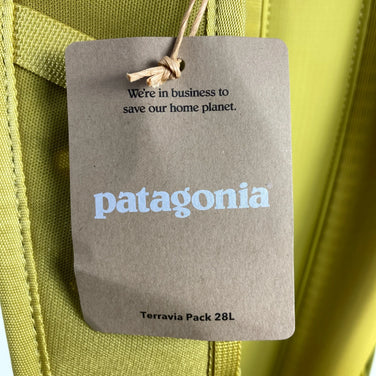 We're in business to
save our home planet.
patagonia
Terravia Pack 28L